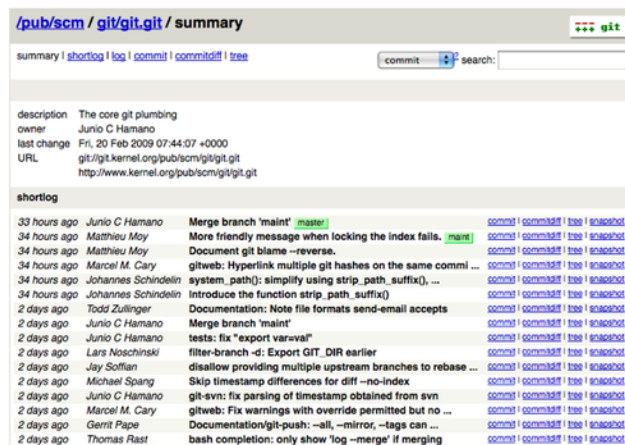 /pub/scm / git/git.git / summary
git
summary | shortlog | log | commit | commitdiff | tree
commit ? search:
description The core git plumbing
owner Junio C Hamano
last change Fri, 20 Feb 2009 07:44:07 +0000
URL git://git.kernel.org/pub/scm/git/git.git
http://www.kernel.org/pub/scm/git/git.git
shortlog
33 hours ago Junio C Hamano Merge branch 'maint' master commit | commitdiff | tree | snapshot
34 hours ago Matthieu Moy More friendly message when locking the index fails. maint commit | commitdiff | tree | snapshot
34 hours ago Matthieu Moy Document git blame --reverse. commit | commitdiff | tree | snapshot
34 hours ago Marcel M. Cary gitweb: Hyperlink multiple git hashes on the same commi ... commit | commitdiff | tree | snapshot
34 hours ago Johannes Schindelin system_path(): simplify using strip_path_suffix(), ... commit | commitdiff | tree | snapshot
34 hours ago Johannes Schindelin Introduce the function strip_path_suffix() commit | commitdiff | tree | snapshot
2 days ago Todd Zullinger Documentation: Note file formats send-email accepts commit | commitdiff | tree | snapshot
2 days ago Junio C Hamano Merge branch 'maint' commit | commitdiff | tree | snapshot
2 days ago Junio C Hamano tests: fix "export var=val" commit | commitdiff | tree | snapshot
2 days ago Lars Noschinski filter-branch -d: Export GIT_DIR earlier commit | commitdiff | tree | snapshot
2 days ago Jay Soffian disallow providing multiple upstream branches to rebase ... commit | commitdiff | tree | snapshot
2 days ago Michael Spang Skip timestamp differences for diff --no-index commit | commitdiff | tree | snapshot
2 days ago Junio C Hamano git-svn: fix parsing of timestamp obtained from svn commit | commitdiff | tree | snapshot
2 days ago Marcel M. Cary gitweb: Fix warnings with override permitted but no ... commit | commitdiff | tree | snapshot
2 days ago Gerrit Pape Documentation/git-push: --all, --mirror, --tags can ... commit | commitdiff | tree | snapshot
2 days ago Thomas Rast bash completion: only show 'log --merge' if merging commit | commitdiff | tree | snapshot